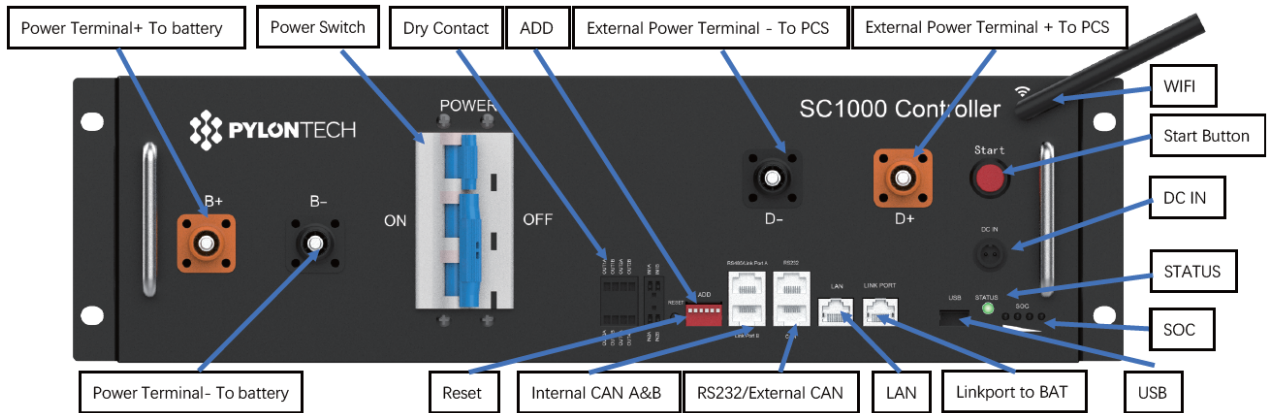 Power Terminal+ To battery
Power Switch
Dry Contact
ADD
External Power Terminal - To PCS
External Power Terminal + To PCS
WIFI
Start Button
DC IN
STATUS
SOC
POWER
SC1000 Controller
PYLONTECH
Start
B+
B-
ON
OFF
D-
D+
DC IN
RS485/Link Port A
RS232
ADD
RESET
LAN
LINK PORT
USB
STATUS
SOC
Link Port B
Power Terminal- To battery
Reset
Internal CAN A&B
RS232/External CAN
LAN
Linkport to BAT
USB